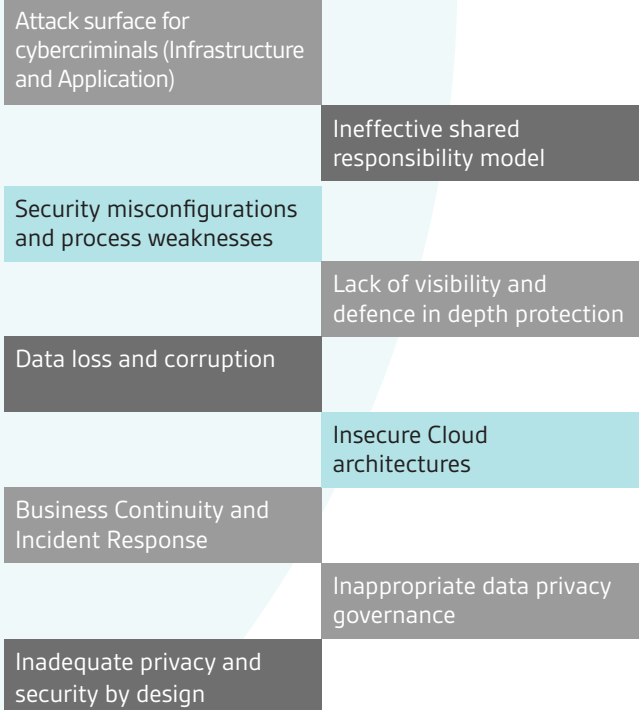 Attack surface for
cybercriminals (Infrastructure
and Application)
Ineffective shared
responsibility model
Security misconfigurations
and process weaknesses
Lack of visibility and
defence in depth protection
Data loss and corruption
Insecure Cloud
architectures
Business Continuity and
Incident Response
Inappropriate data privacy
governance
Inadequate privacy and
security by design